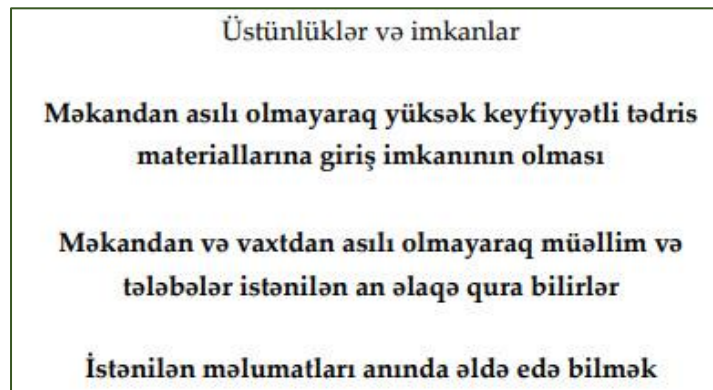 Üstünlüklər və imkanlar
Məkandan asılı olmayaraq yüksək keyfiyyətli tədris
materiallarına giriş imkanının olması
Məkandan və vaxtdan asılı olmayaraq müəllim və
tələbələr istənilən an əlaqə qura bilirlər
İstənilən məlumatları anında əldə edə bilmək